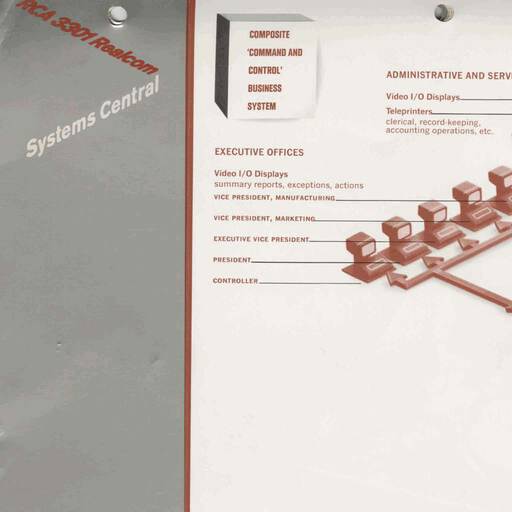 RCA 3301 Realcom
Systems Central
COMPOSITE
'COMMAND AND
CONTROL'
BUSINESS
SYSTEM
ADMINISTRATIVE AND SERVI
Video I/O Displays
Teleprinters
clerical, record-keeping,
accounting operations, etc.
EXECUTIVE OFFICES
Video I/O Displays
summary reports, exceptions, actions
VICE PRESIDENT, MANUFACTURING
VICE PRESIDENT, MARKETING
EXECUTIVE VICE PRESIDENT
PRESIDENT
CONTROLLER